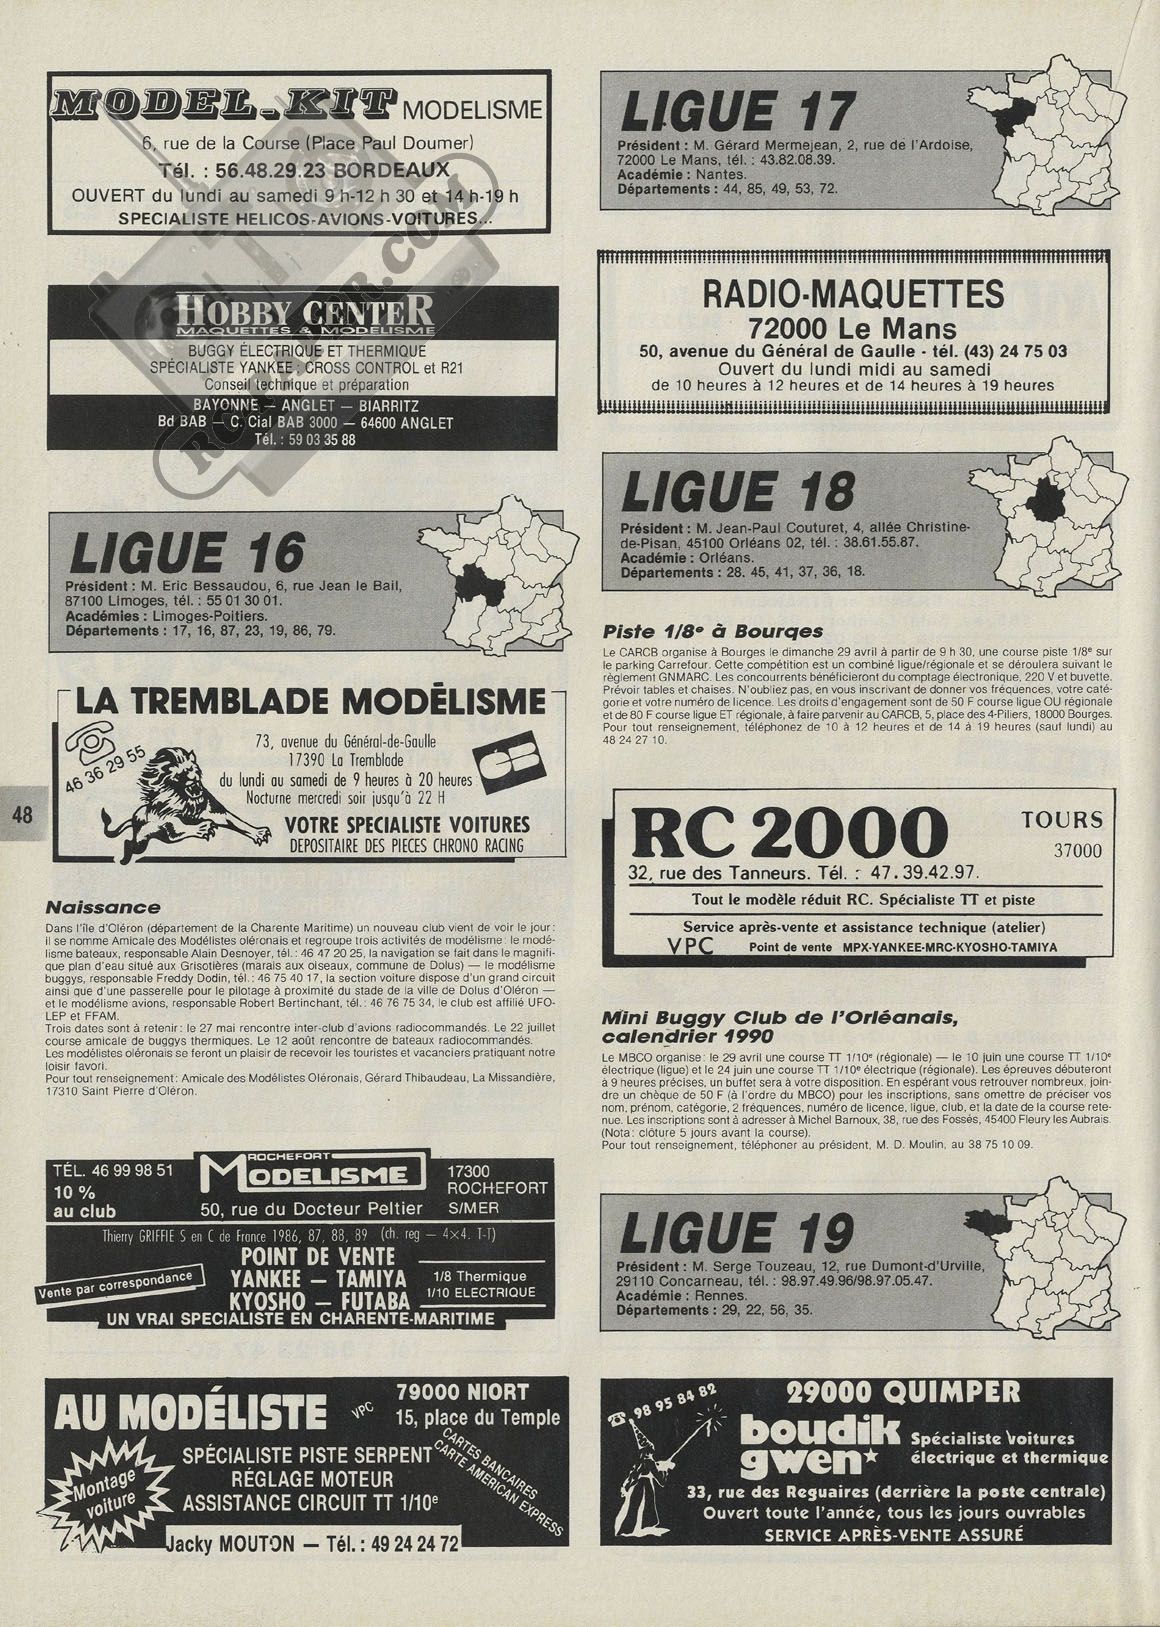 MODEL-KIT MODELISME
6, rue de la Course (Place Paul Doumer)
Tél. : 56.48.29.23 BORDEAUX
OUVERT du lundi au samedi 9 h-12 h 30 et 14 h-19 h
SPECIALISTE HELICOS-AVIONS-VOITURES...
RCPAPER.COM
HOBBY CENTER
MAQUETTES & MODELISME
BUGGY ÉLECTRIQUE ET THERMIQUE
SPÉCIALISTE YANKEE : CROSS CONTROL et R21
Conseil technique et préparation
BAYONNE — ANGLET — BIARRITZ
Bd BAB — C. Cial BAB 3000 — 64600 ANGLET
Tél. : 59 03 35 88
LIGUE 16
Président : M. Eric Bessaudou, 6, rue Jean le Bail,
87100 Limoges, tél. : 55 01 30 01.
Académies : Limoges-Poitiers.
Départements : 17, 16, 87, 23, 19, 86, 79.
LA TREMBLADE MODÉLISME
46 36 29 55
73, avenue du Général-de-Gaulle
17390 La Tremblade
du lundi au samedi de 9 heures à 20 heures
Nocturne mercredi soir jusqu'à 22 H
VOTRE SPECIALISTE VOITURES
DEPOSITAIRE DES PIECES CHRONO RACING
CB
48
Naissance
Dans l'île d'Oléron (département de la Charente Maritime) un nouveau club vient de voir le jour :
il se nomme Amicale des Modélistes oléronais et regroupe trois activités de modélisme : le modé-
lisme bateaux, responsable Alain Desnoyer, tél. : 46 47 20 25, la navigation se fait dans le magnifi-
que plan d'eau situé aux Grisotières (marais aux oiseaux, commune de Dolus) — le modélisme
buggys, responsable Freddy Dodin, tél. : 46 75 40 17, la section voiture dispose d'un grand circuit
ainsi que d'une passerelle pour le pilotage à proximité du stade de la ville de Dolus d'Oléron —
et le modélisme avions, responsable Robert Bertinchant, tél. : 46 76 75 34, le club est affilié UFO-
LEP et FFAM.
Trois dates sont à retenir : le 27 mai rencontre inter-club d'avions radiocommandés. Le 22 juillet
course amicale de buggys thermiques. Le 12 août rencontre de bateaux radiocommandés.
Les modélistes oléronais se feront un plaisir de recevoir les touristes et vacanciers pratiquant notre
loisir favori.
Pour tout renseignement : Amicale des Modélistes Oléronais, Gérard Thibaudeau, La Missandière,
17310 Saint Pierre d'Oléron.
TÉL. 46 99 98 51
10 %
au club
ROCHEFORT
MODELISME
50, rue du Docteur Peltier
17300
ROCHEFORT
S/MER
Thierry GRIFFIE S en C de France 1986, 87, 88, 89 (ch. reg — 4×4. T-T)
Vente par correspondance
POINT DE VENTE
YANKEE — TAMIYA
KYOSHO — FUTABA
1/8 Thermique
1/10 ELECTRIQUE
UN VRAI SPECIALISTE EN CHARENTE-MARITIME
AU MODÉLISTE
VPC
79000 NIORT
15, place du Temple
CARTES BANCAIRES
CARTE AMERICAN EXPRESS
Montage
voiture
SPÉCIALISTE PISTE SERPENT
RÉGLAGE MOTEUR
ASSISTANCE CIRCUIT TT 1/10e
Jacky MOUTON — Tél. : 49 24 24 72
LIGUE 17
Président : M. Gérard Mermejean, 2, rue de l'Ardoise,
72000 Le Mans, tél. : 43.82.08.39.
Académie : Nantes.
Départements : 44, 85, 49, 53, 72.
RADIO-MAQUETTES
72000 Le Mans
50, avenue du Général de Gaulle - tél. (43) 24 75 03
Ouvert du lundi midi au samedi
de 10 heures à 12 heures et de 14 heures à 19 heures
LIGUE 18
Président : M. Jean-Paul Couturet, 4, allée Christine-
de-Pisan, 45100 Orléans 02, tél. : 38.61.55.87.
Académie : Orléans.
Départements : 28. 45, 41, 37, 36, 18.
Piste 1/8e à Bourges
Le CARCB organise à Bourges le dimanche 29 avril à partir de 9 h 30, une course piste 1/8e sur
le parking Carrefour. Cette compétition est un combiné ligue/régionale et se déroulera suivant le
règlement GNMARC. Les concurrents bénéficieront du comptage électronique, 220 V et buvette.
Prévoir tables et chaises. N'oubliez pas, en vous inscrivant de donner vos fréquences, votre caté-
gorie et votre numéro de licence. Les droits d'engagement sont de 50 F course ligue OU régionale
et de 80 F course ligue ET régionale, à faire parvenir au CARCB, 5, place des 4-Piliers, 18000 Bourges.
Pour tout renseignement, téléphonez de 10 à 12 heures et de 14 à 19 heures (sauf lundi) au
48 24 27 10.
RC 2000
TOURS
37000
32, rue des Tanneurs. Tél. : 47.39.42.97.
Tout le modèle réduit RC. Spécialiste TT et piste
Service après-vente et assistance technique (atelier)
VPC Point de vente MPX-YANKEE-MRC-KYOSHO-TAMIYA
Mini Buggy Club de l'Orléanais,
calendrier 1990
Le MBCO organise : le 29 avril une course TT 1/10e (régionale) — le 10 juin une course TT 1/10e
électrique (ligue) et le 24 juin une course TT 1/10e électrique (régionale). Les épreuves débuteront
à 9 heures précises, un buffet sera à votre disposition. En espérant vous retrouver nombreux, join-
dre un chèque de 50 F (à l'ordre du MBCO) pour les inscriptions, sans omettre de préciser vos
nom, prénom, catégorie, 2 fréquences, numéro de licence, ligue, club, et la date de la course rete-
nue. Les inscriptions sont à adresser à Michel Barnoux, 38, rue des Fossés, 45400 Fleury les Aubrais.
(Nota : clôture 5 jours avant la course).
Pour tout renseignement, téléphoner au président, M. D. Moulin, au 38 75 10 09.
LIGUE 19
Président : M. Serge Touzeau, 12, rue Dumont-d'Urville,
29110 Concarneau, tél. : 98.97.49.96/98.97.05.47.
Académie : Rennes.
Départements : 29, 22, 56, 35.
98 95 84 82
29000 QUIMPER
boudik
gwen
Spécialiste Voitures
électrique et thermique
33, rue des Reguaires (derrière la poste centrale)
Ouvert toute l'année, tous les jours ouvrables
SERVICE APRÈS-VENTE ASSURÉ